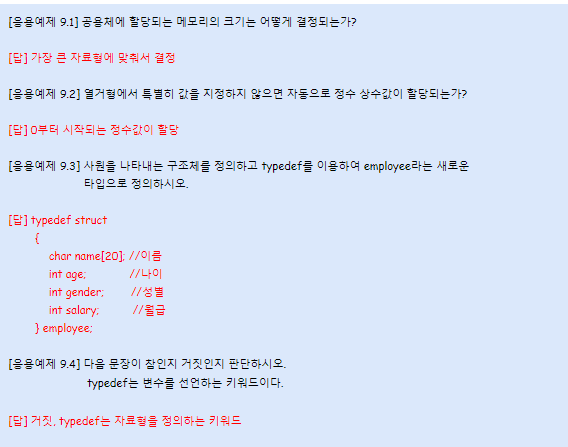 [응용예제 9.1] 공용체에 할당되는 메모리의 크기는 어떻게 결정되는가?
[답] 가장 큰 자료형에 맞춰서 결정
[응용예제 9.2] 열거형에서 특별히 값을 지정하지 않으면 자동으로 정수 상수값이 할당되는가?
[답] 0부터 시작되는 정수값이 할당
[응용예제 9.3] 사원을 나타내는 구조체를 정의하고 typedef를 이용하여 employee라는 새로운
타입으로 정의하시오.
[답] typedef struct
{
char name[20]; //이름
int age; //나이
int gender; //성별
int salary; //월급
} employee;
[응용예제 9.4] 다음 문장이 참인지 거짓인지 판단하시오.
typedef는 변수를 선언하는 키워드이다.
[답] 거짓, typedef는 자료형을 정의하는 키워드